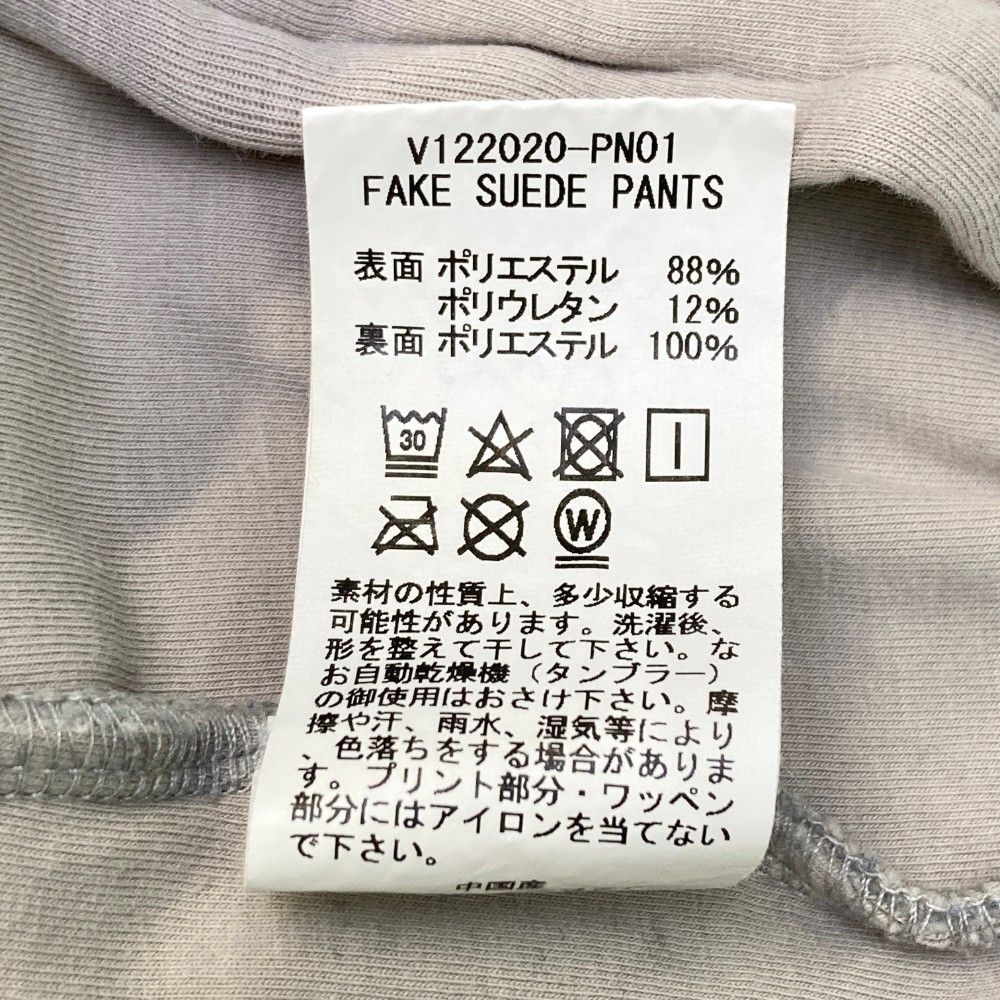 V122020-PN01
FAKE SUEDE PANTS
表面 ポリエステル 88%
ポリウレタン 12%
裏面 ポリエステル 100%
30
W
素材の性質上、多少収縮する
可能性があります。洗濯後、
形を整えて干して下さい。な
お自動乾燥機（タンブラー）
の御使用はおさけ下さい。摩
擦や汗、雨水、湿気等により
、色落ちをする場合がありま
す。プリント部分・ワッペン
部分にはアイロンを当てない
で下さい。
中国産